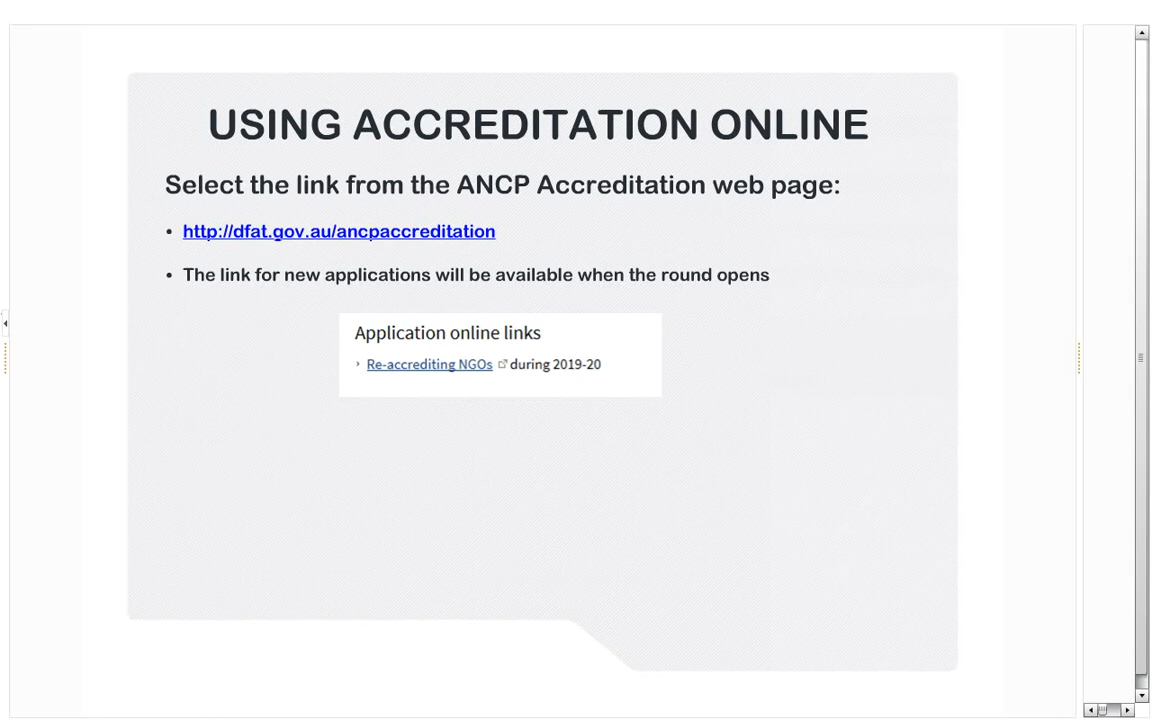 USING ACCREDITATION ONLINE
Select the link from the ANCP Accreditation web page:
• http://dfat.gov.au/ancpaccreditation
• The link for new applications will be available when the round opens
Application online links
› Re-accrediting NGOs during 2019-20